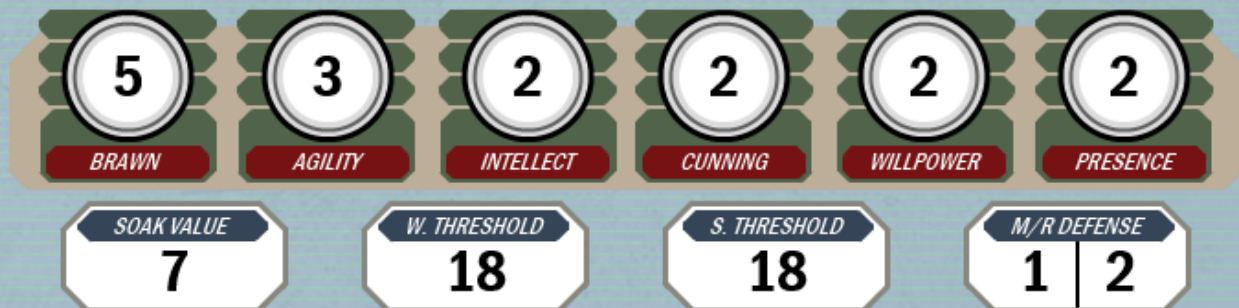 5 3 2 2 2 2
BRAWN AGILITY INTELLECT CUNNING WILLPOWER PRESENCE
SOAK VALUE W. THRESHOLD S. THRESHOLD M/R DEFENSE
7 18 18 1 2